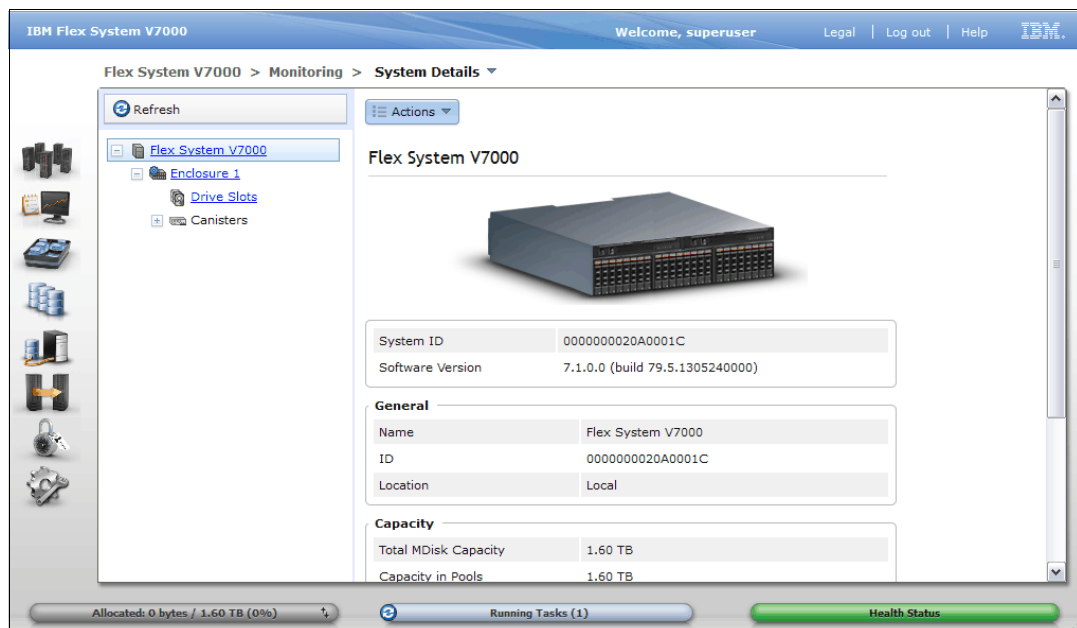 IBM Flex System V7000
Welcome, superuser
Legal | Log out | Help
IBM.
Flex System V7000 > Monitoring > System Details
Refresh
Actions
Flex System V7000
Enclosure 1
Drive Slots
Canisters
Flex System V7000
System ID 0000000020A0001C
Software Version 7.1.0.0 (build 79.5.1305240000)
General
Name Flex System V7000
ID 0000000020A0001C
Location Local
Capacity
Total MDisk Capacity 1.60 TB
Capacity in Pools 1.60 TB
Allocated: 0 bytes / 1.60 TB (0%)
Running Tasks (1)
Health Status